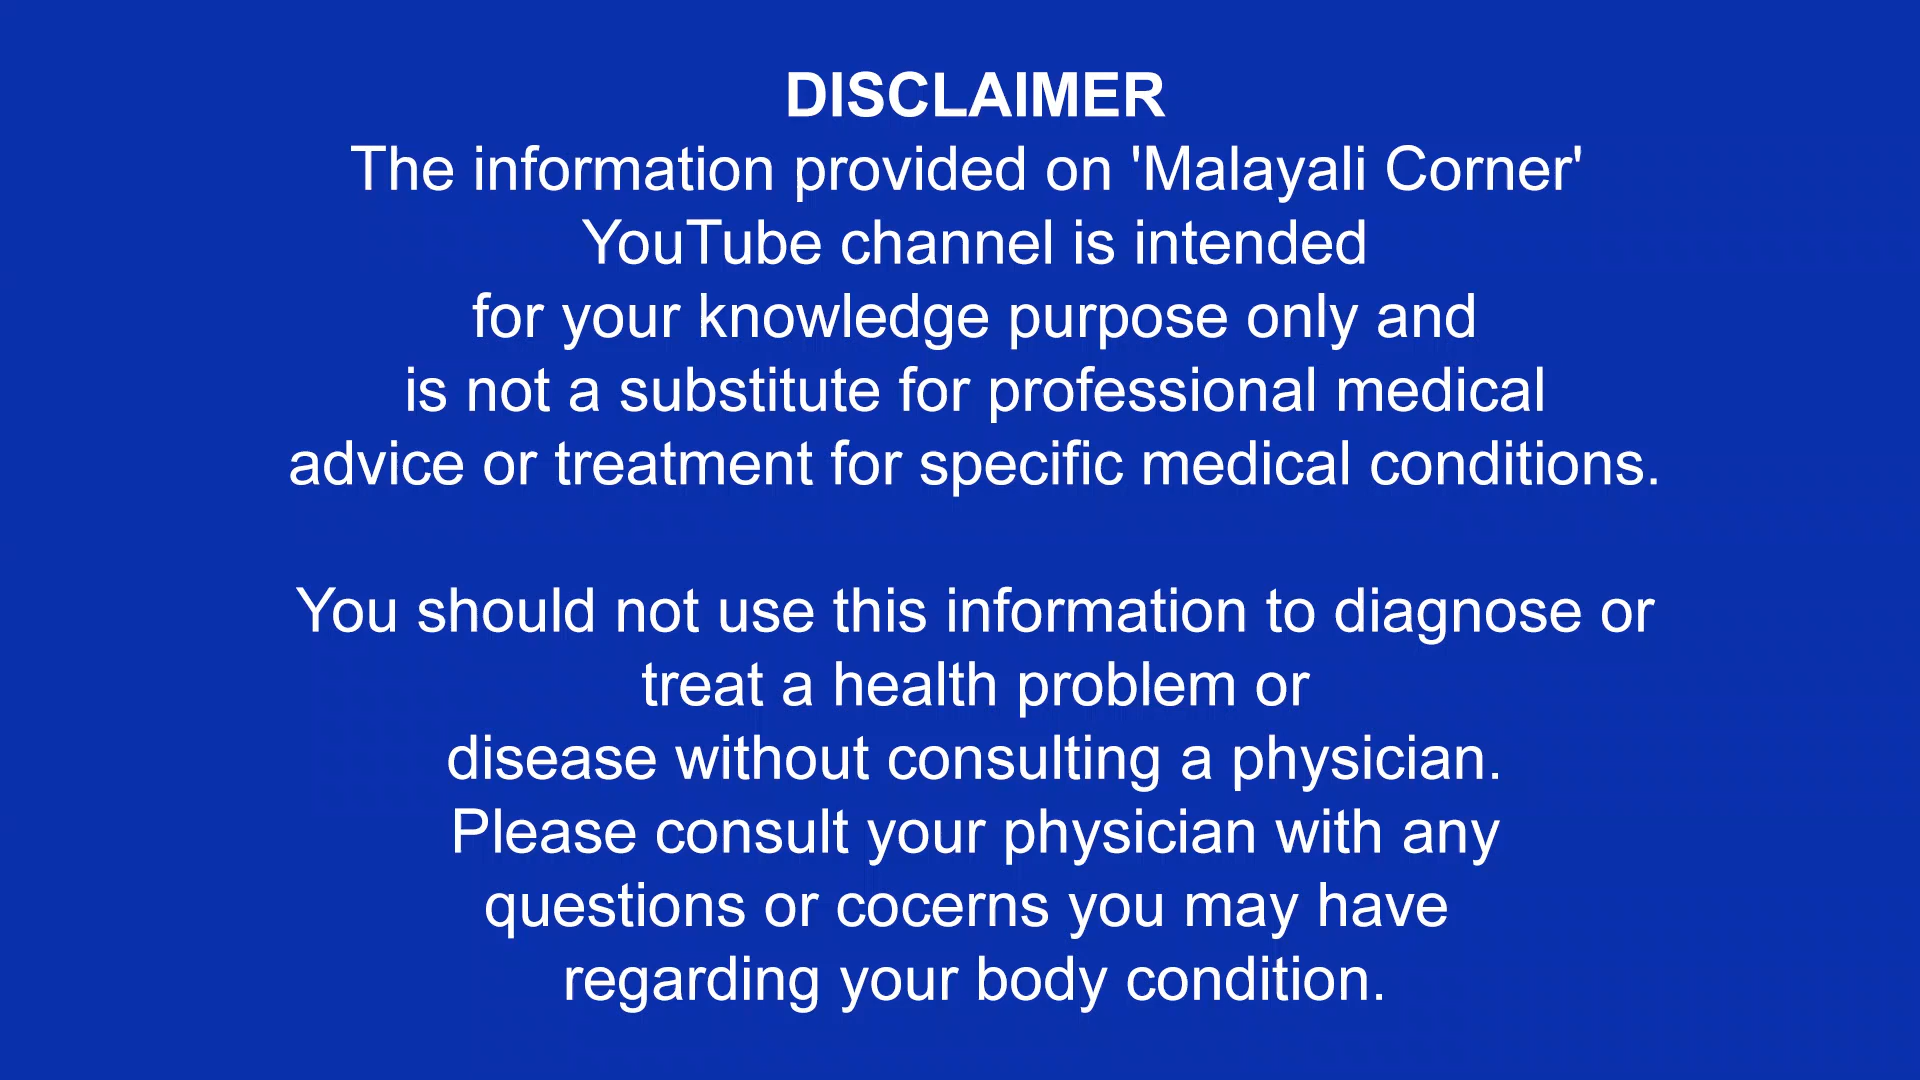 DISCLAIMER
The information provided on 'Malayali Corner'
YouTube channel is intended
for your knowledge purpose only and
is not a substitute for professional medical
advice or treatment for specific medical conditions.
You should not use this information to diagnose or
treat a health problem or
disease without consulting a physician.
Please consult your physician with any
questions or cocerns you may have
regarding your body condition.